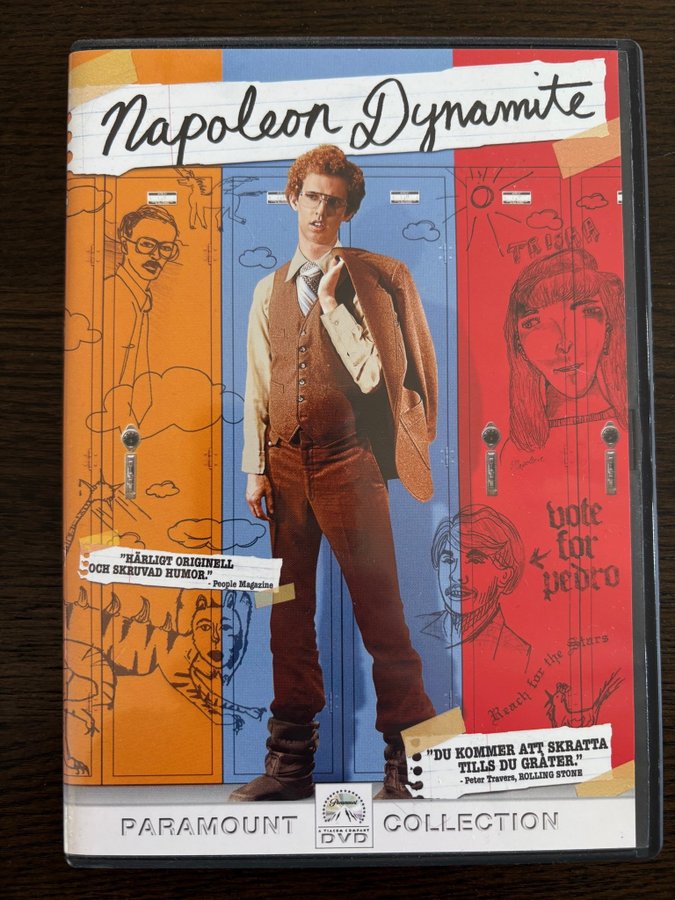 Napoleon Dynamite
TRISHA
"HÄRLIGT ORIGINELL
OCH SKRUVAD HUMOR."
- People Magazine
vote
for
pedro
Reach for the Stars
"DU KOMMER ATT SKRATTA
TILLS DU GRÅTER."
- Peter Travers, ROLLING STONE
PARAMOUNT
Paramount
A VIACOM COMPANY
DVD
COLLECTION